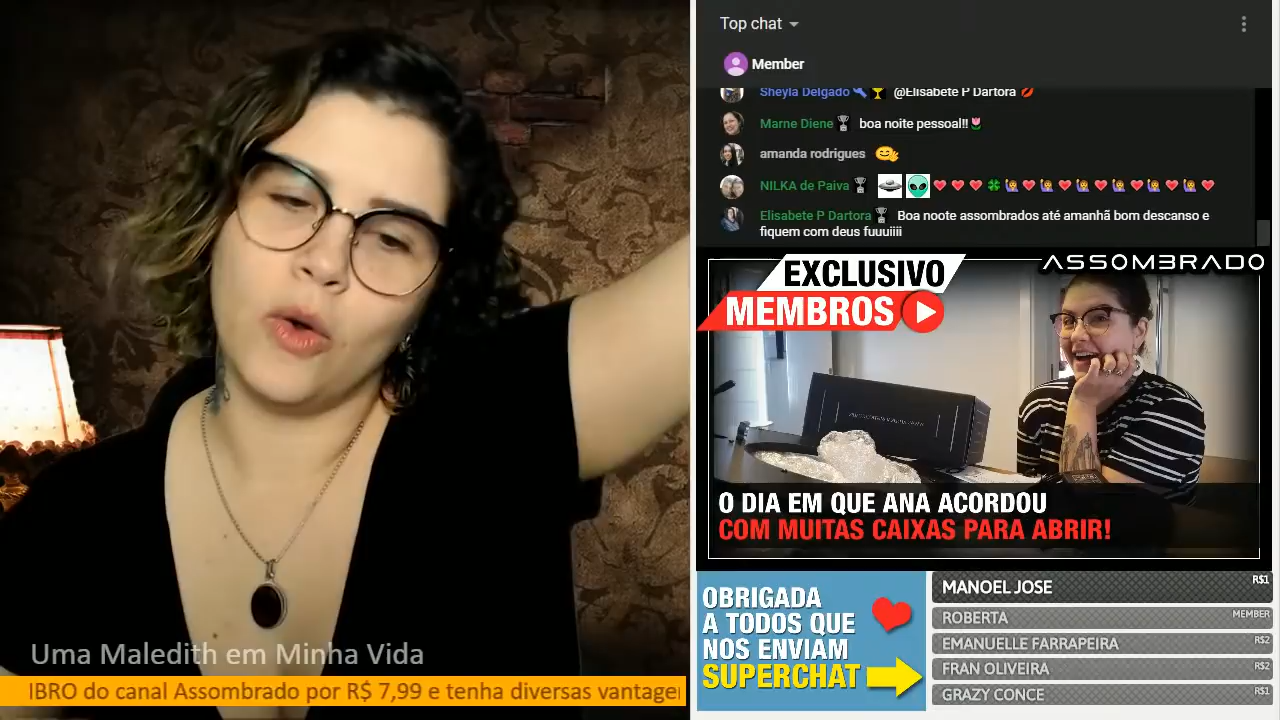 Uma Maledith em Minha Vida
IBRO do canal Assombrado por R$ 7,99 e tenha diversas vantage
Top chat
Member
Sheyla Delgado @Elisabete P Dartora
Marne Diene boa noite pessoal!!
amanda rodrigues
NILKA de Paiva
Elisabete P Dartora Boa noote assombrados até amanhã bom descanso e
fiquem com deus fuuuiiii
ASSOMBRADO
EXCLUSIVO
MEMBROS
O DIA EM QUE ANA ACORDOU
COM MUITAS CAIXAS PARA ABRIR!
OBRIGADA
A TODOS QUE
NOS ENVIAM
SUPERCHAT
MANOEL JOSE R$1
ROBERTA MEMBER
EMANUELLE FARRAPEIRA R$2
FRAN OLIVEIRA R$2
GRAZY CONCE R$1